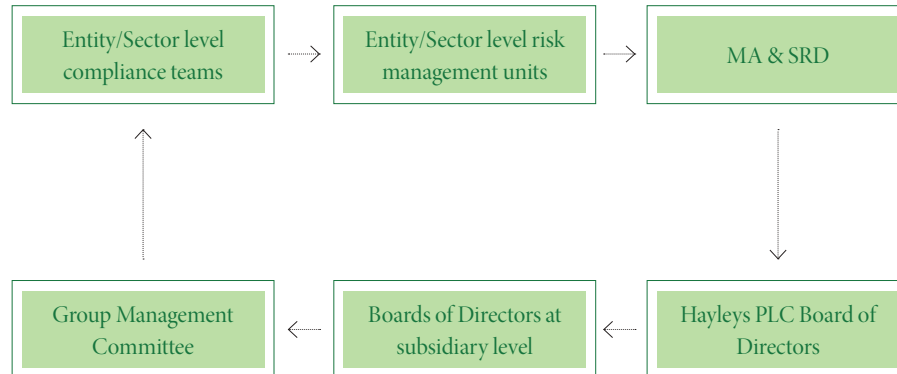 Entity/Sector level
compliance teams
Entity/Sector level risk
management units
MA & SRD
Group Management
Committee
Boards of Directors at
subsidiary level
Hayleys PLC Board of
Directors